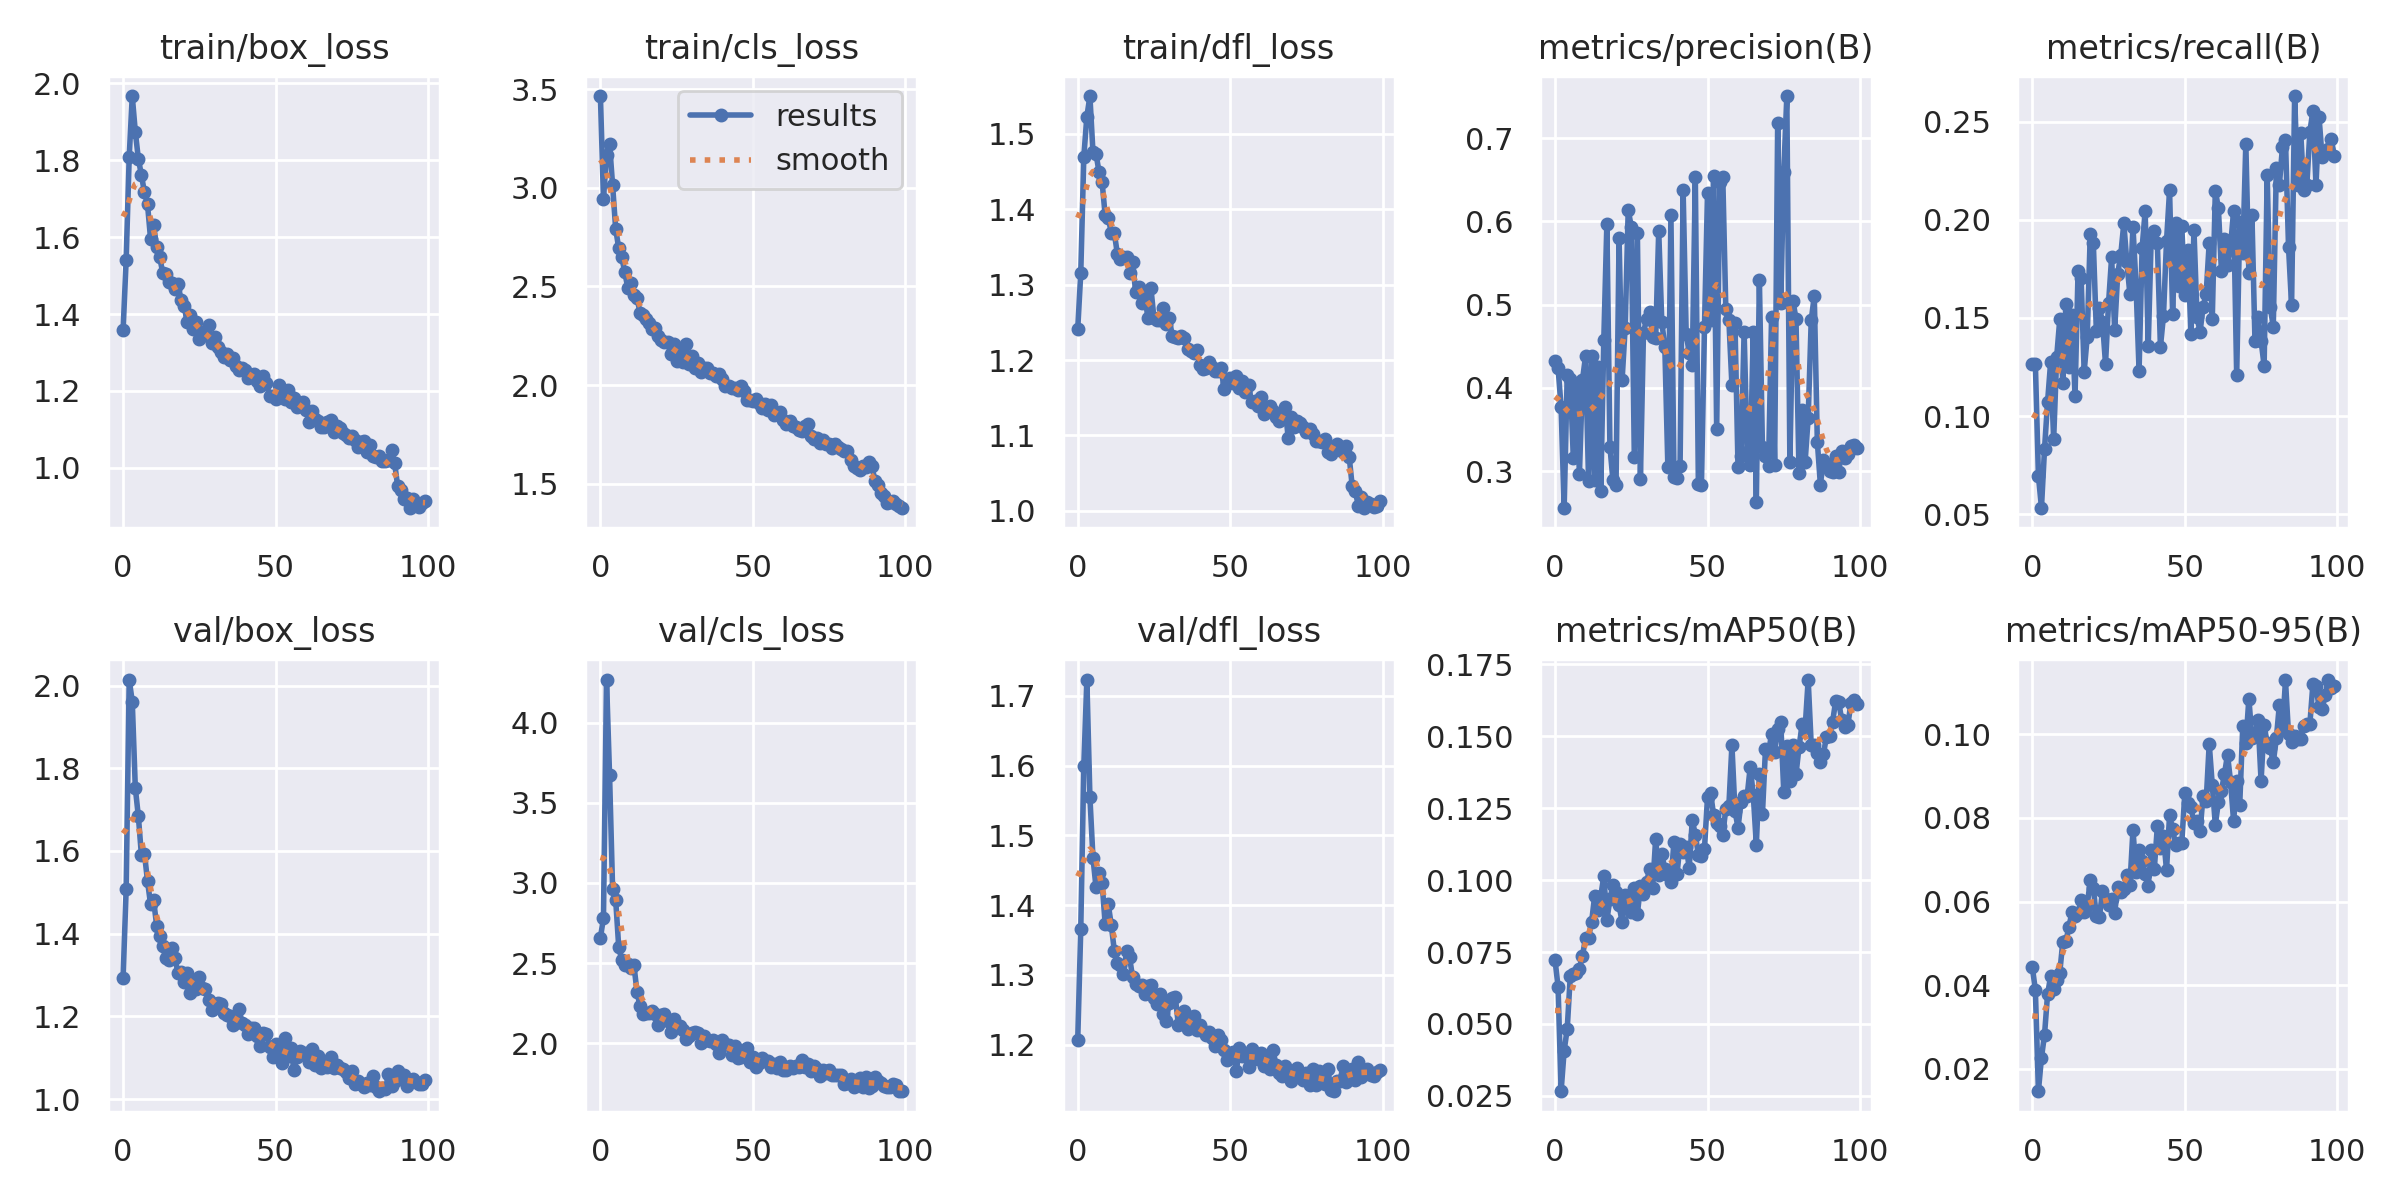 train/box_loss
train/cls_loss
train/dfl_loss
metrics/precision(B)
metrics/recall(B)
2.0
1.8
1.6
1.4
1.2
1.0
0 50 100
3.5
3.0
2.5
2.0
1.5
results
smooth
0 50 100
1.5
1.4
1.3
1.2
1.1
1.0
0 50 100
0.7
0.6
0.5
0.4
0.3
0 50 100
0.25
0.20
0.15
0.10
0.05
0 50 100
val/box_loss
val/cls_loss
val/dfl_loss
metrics/mAP50(B)
metrics/mAP50-95(B)
2.0
1.8
1.6
1.4
1.2
1.0
0 50 100
4.0
3.5
3.0
2.5
2.0
0 50 100
1.7
1.6
1.5
1.4
1.3
1.2
0 50 100
0.175
0.150
0.125
0.100
0.075
0.050
0.025
0 50 100
0.10
0.08
0.06
0.04
0.02
0 50 100